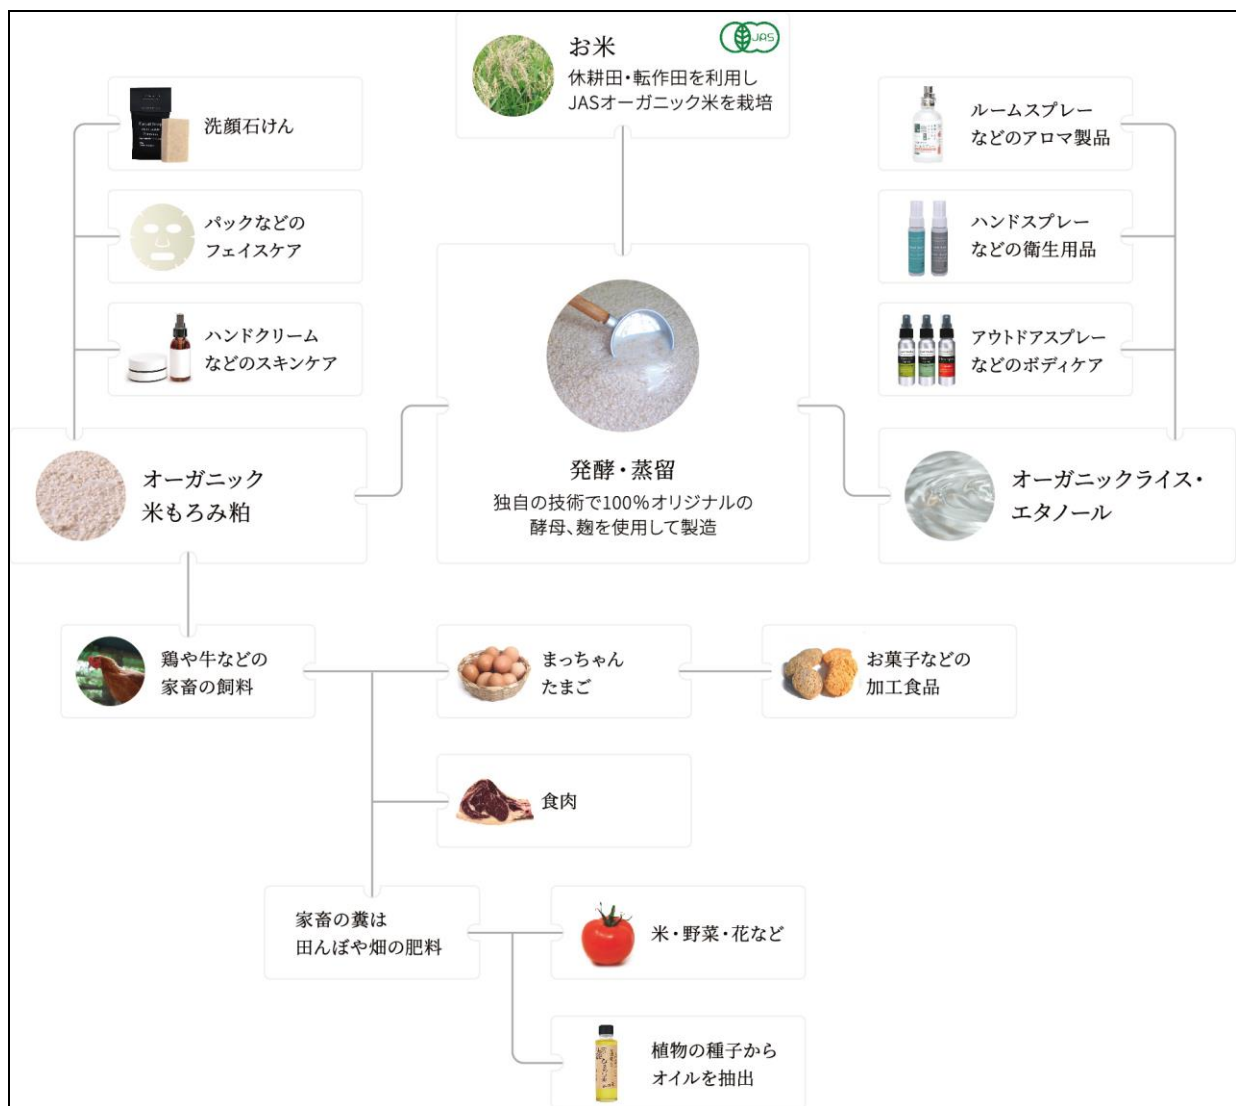 お米
JAS
休耕田・転作田を利用し
JASオーガニック米を栽培
洗顔石けん
パックなどの
フェイスケア
ハンドクリーム
などのスキンケア
ルームスプレー
などのアロマ製品
ハンドスプレー
などの衛生用品
アウトドアスプレー
などのボディケア
発酵・蒸留
独自の技術で100%オリジナルの
酵母、麹を使用して製造
オーガニック
米もろみ粕
オーガニックライス・
エタノール
鶏や牛などの
家畜の飼料
まっちゃん
たまご
お菓子などの
加工食品
食肉
家畜の糞は
田んぼや畑の肥料
米・野菜・花など
植物の種子から
オイルを抽出